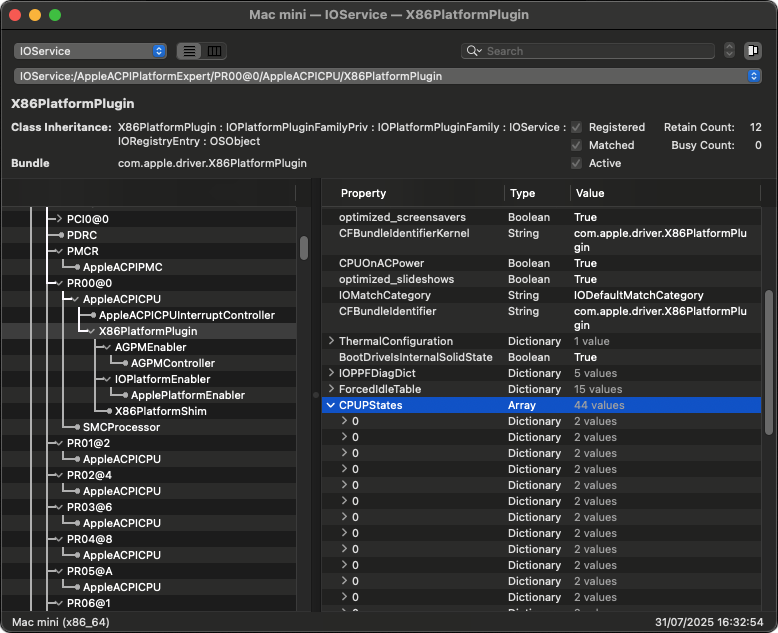 Mac mini — IOService — X86PlatformPlugin
IOService
Search
IOService:/AppleACPIPlatformExpert/PR00@0/AppleACPICPU/X86PlatformPlugin
X86PlatformPlugin
Class Inheritance: X86PlatformPlugin : IOPlatformPluginFamilyPriv : IOPlatformPluginFamily : IOService :
IORegistryEntry : OSObject
Registered Retain Count: 12
Matched Busy Count: 0
Bundle com.apple.driver.X86PlatformPlugin
Active
PCI0@0
PDRC
PMCR
AppleACPIPMC
PR00@0
AppleACPICPU
AppleACPICPUInterruptController
X86PlatformPlugin
AGPMEnabler
AGPMController
IOPlatformEnabler
ApplePlatformEnabler
X86PlatformShim
SMCProcessor
PR01@2
AppleACPICPU
PR02@4
AppleACPICPU
PR03@6
AppleACPICPU
PR04@8
AppleACPICPU
PR05@A
AppleACPICPU
PR06@1
Property Type Value
optimized_screensavers Boolean True
CFBundleIdentifierKernel String com.apple.driver.X86PlatformPlu
gin
CPUOnACPower Boolean True
optimized_slideshows Boolean True
IOMatchCategory String IODefaultMatchCategory
CFBundleIdentifier String com.apple.driver.X86PlatformPlu
gin
ThermalConfiguration Dictionary 1 value
BootDriveIsInternalSolidState Boolean True
IOPPFDiagDict Dictionary 5 values
ForcedIdleTable Dictionary 15 values
CPUPStates Array 44 values
0 Dictionary 2 values
0 Dictionary 2 values
0 Dictionary 2 values
0 Dictionary 2 values
0 Dictionary 2 values
0 Dictionary 2 values
0 Dictionary 2 values
0 Dictionary 2 values
0 Dictionary 2 values
0 Dictionary 2 values
0 Dictionary 2 values
0 Dictionary 2 values
0 Dictionary 2 values
Mac mini (x86_64) 31/07/2025 16:32:54